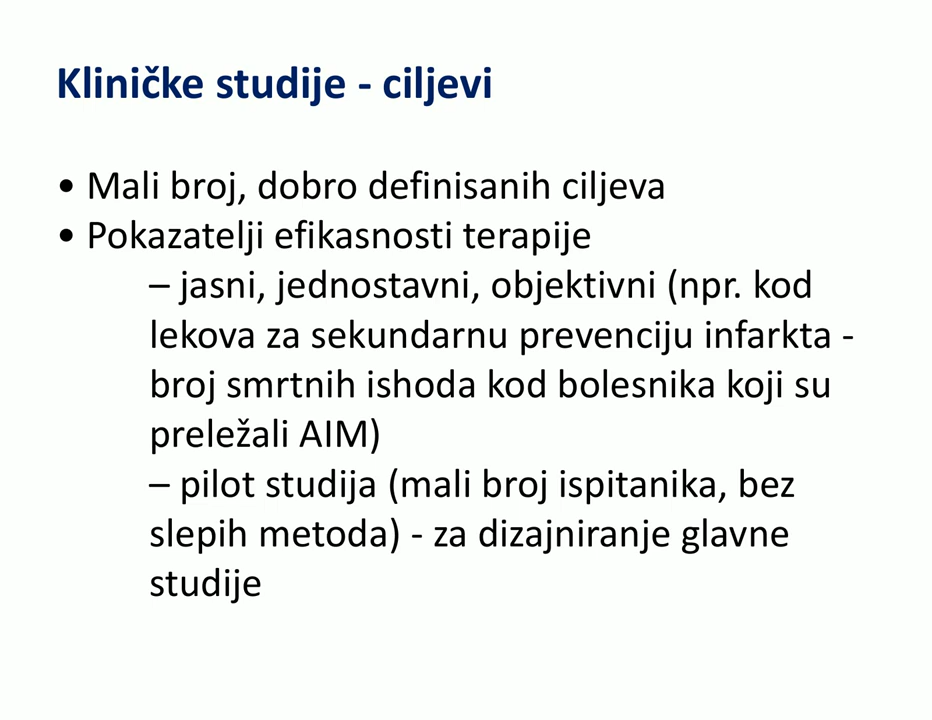 Kliničke studije - ciljevi
• Mali broj, dobro definisanih ciljeva
• Pokazatelji efikasnosti terapije
– jasni, jednostavni, objektivni (npr. kod
lekova za sekundarnu prevenciju infarkta -
broj smrtnih ishoda kod bolesnika koji su
preležali AIM)
– pilot studija (mali broj ispitanika, bez
slepih metoda) - za dizajniranje glavne
studije